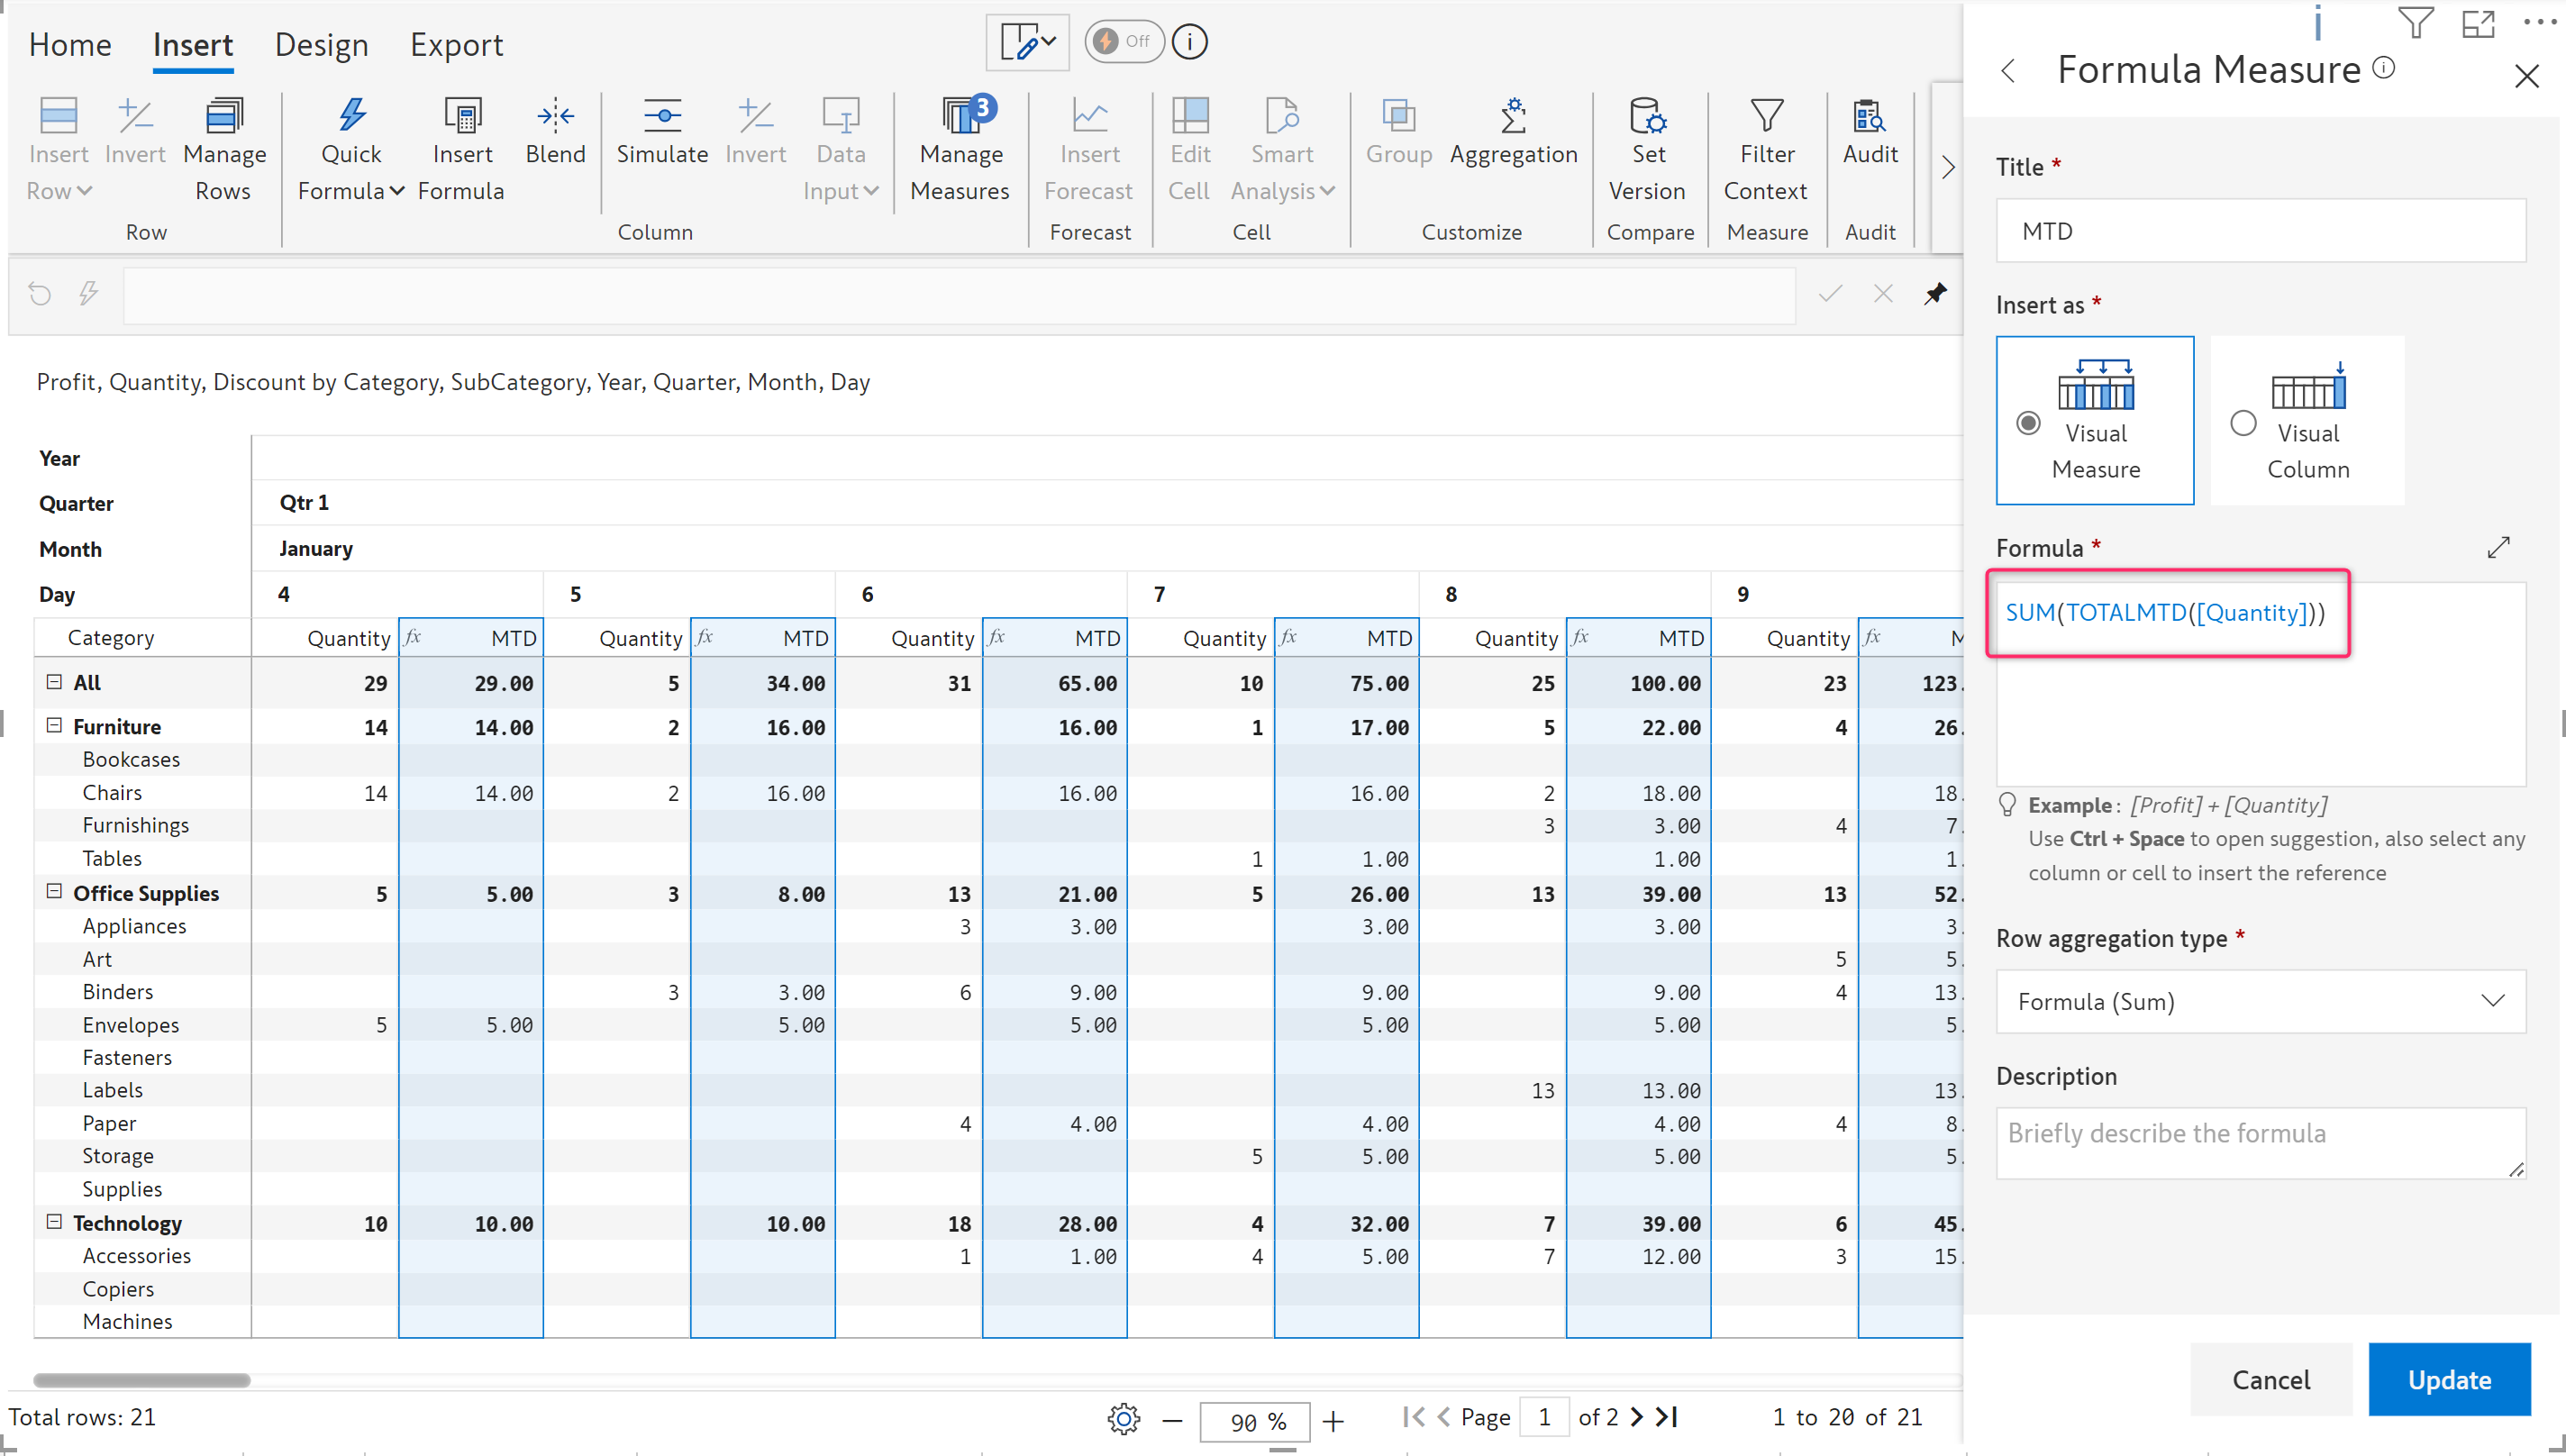 Home Insert Design Export Off
Insert Row Invert Manage Rows
Row
Quick Formula Insert Formula Blend Simulate Invert Data Input Manage Measures 3
Column
Insert Forecast
Forecast
Edit Cell Smart Analysis
Cell
Group Aggregation
Customize
Set Version
Compare
Filter Context
Measure
Audit
Audit
Profit, Quantity, Discount by Category, SubCategory, Year, Quarter, Month, Day
Year
Quarter Qtr 1
Month January
Day 4 5 6 7 8 9
Category Quantity fx MTD Quantity fx MTD Quantity fx MTD Quantity fx MTD Quantity fx MTD Quantity fx M
All 29 29.00 5 34.00 31 65.00 10 75.00 25 100.00 23 123.
Furniture 14 14.00 2 16.00 16.00 1 17.00 5 22.00 4 26.
Bookcases
Chairs 14 14.00 2 16.00 16.00 16.00 2 18.00 18.
Furnishings 3 3.00 4 7.
Tables 1 1.00 1.00 1.
Office Supplies 5 5.00 3 8.00 13 21.00 5 26.00 13 39.00 13 52.
Appliances 3 3.00 3.00 3.00 3.
Art 5 5.
Binders 3 3.00 6 9.00 9.00 9.00 4 13.
Envelopes 5 5.00 5.00 5.00 5.00 5.00 5.
Fasteners
Labels 13 13.00 13.
Paper 4 4.00 4.00 4.00 4 8.
Storage 5 5.00 5.00 5.
Supplies
Technology 10 10.00 10.00 18 28.00 4 32.00 7 39.00 6 45.
Accessories 1 1.00 4 5.00 7 12.00 3 15.
Copiers
Machines
Total rows: 21 90 % Page 1 of 2 1 to 20 of 21
Formula Measure
Title *
MTD
Insert as *
Visual Measure
Visual Column
Formula *
SUM(TOTALMTD([Quantity]))
Example : [Profit] + [Quantity]
Use Ctrl + Space to open suggestion, also select any
column or cell to insert the reference
Row aggregation type *
Formula (Sum)
Description
Briefly describe the formula
Cancel Update